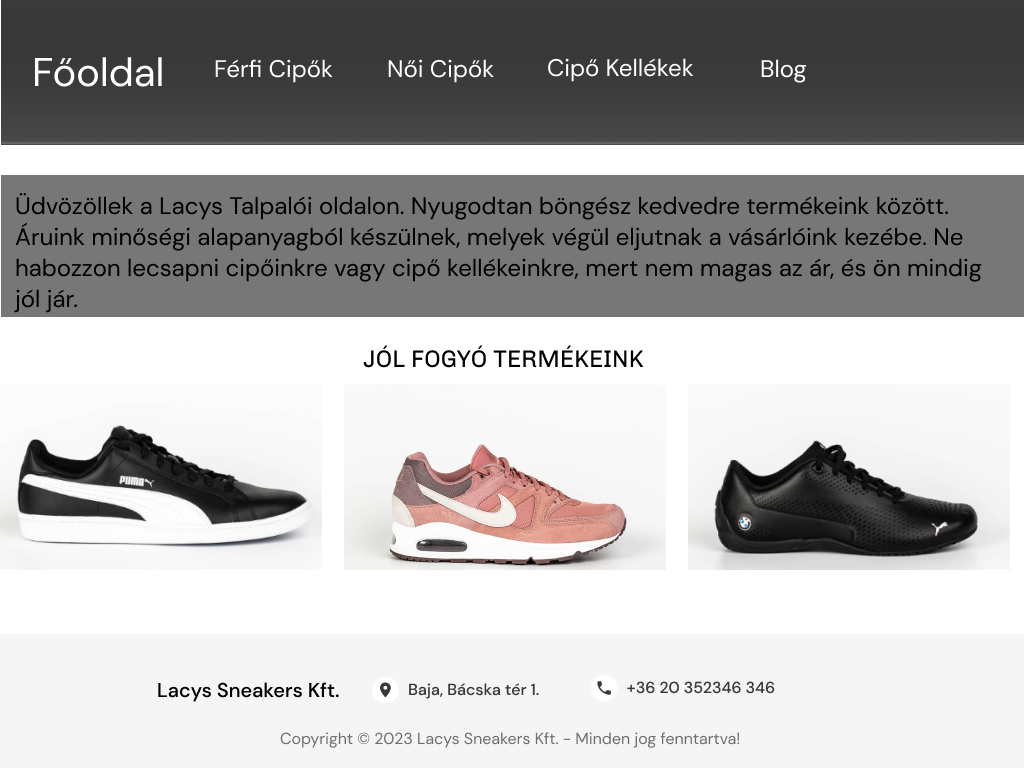 Főoldal Férfi Cipők Női Cipők Cipő Kellékek Blog
Üdvözöllek a Lacys Talpalói oldalon. Nyugodtan böngész kedvedre termékeink között.
Áruink minőségi alapanyagból készülnek, melyek végül eljutnak a vásárlóink kezébe. Ne
habozzon lecsapni cipőinkre vagy cipő kellékeinkre, mert nem magas az ár, és ön mindig
jól jár.
JÓL FOGYÓ TERMÉKEINK
PUMA
BMW
Lacys Sneakers Kft. Baja, Bácska tér 1. +36 20 352346 346
Copyright © 2023 Lacys Sneakers Kft. - Minden jog fenntartva!